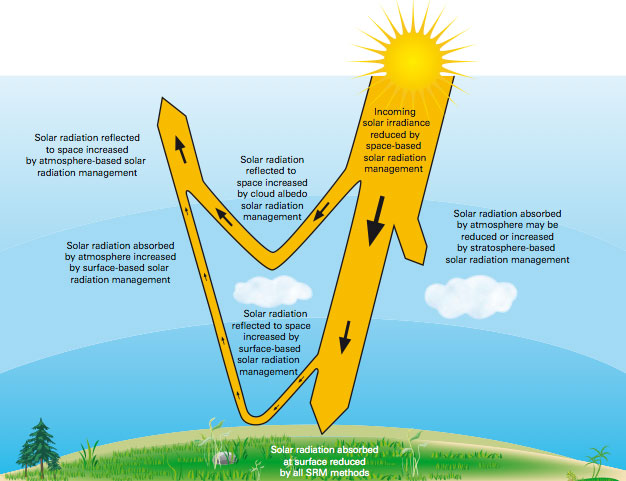 Incoming
solar irradiance
reduced by
space-based
solar radiation
management
Solar radiation reflected
to space increased
by atmosphere-based solar
radiation management
Solar radiation
reflected to
space increased
by cloud albedo
solar radiation
management
Solar radiation absorbed
by atmosphere may be
reduced or increased
by stratosphere-based
solar radiation management
Solar radiation absorbed
by atmosphere increased
by surface-based solar
radiation management
Solar radiation
reflected to space
increased by
surface-based
solar radiation
management
Solar radiation absorbed
at surface reduced
by all SRM methods